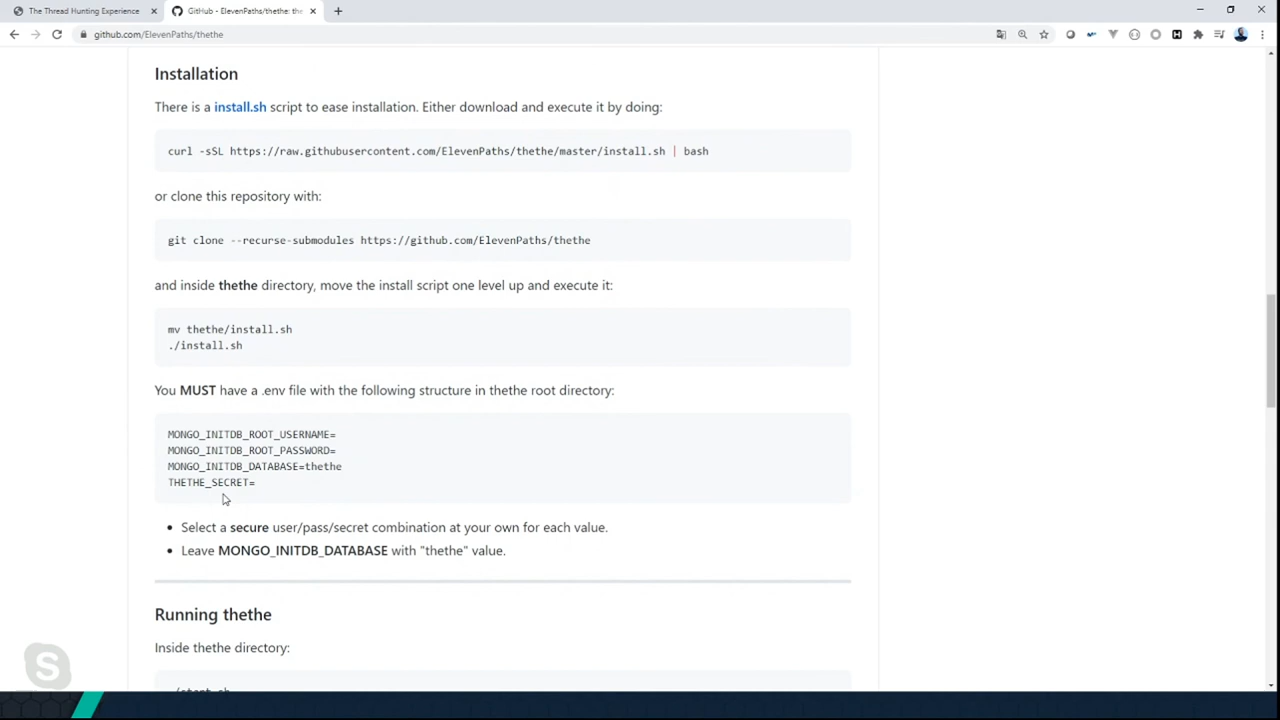 The Thread Hunting Experience
GitHub - ElevenPaths/thethe: the
github.com/ElevenPaths/thethe
Installation
There is a install.sh script to ease installation. Either download and execute it by doing:
curl -sSL https://raw.githubusercontent.com/ElevenPaths/thethe/master/install.sh | bash
or clone this repository with:
git clone --recurse-submodules https://github.com/ElevenPaths/thethe
and inside thethe directory, move the install script one level up and execute it:
mv thethe/install.sh
./install.sh
You MUST have a .env file with the following structure in thethe root directory:
MONGO_INITDB_ROOT_USERNAME=
MONGO_INITDB_ROOT_PASSWORD=
MONGO_INITDB_DATABASE=thethe
THETHE_SECRET=
Select a secure user/pass/secret combination at your own for each value.
Leave MONGO_INITDB_DATABASE with "thethe" value.
Running thethe
Inside thethe directory: